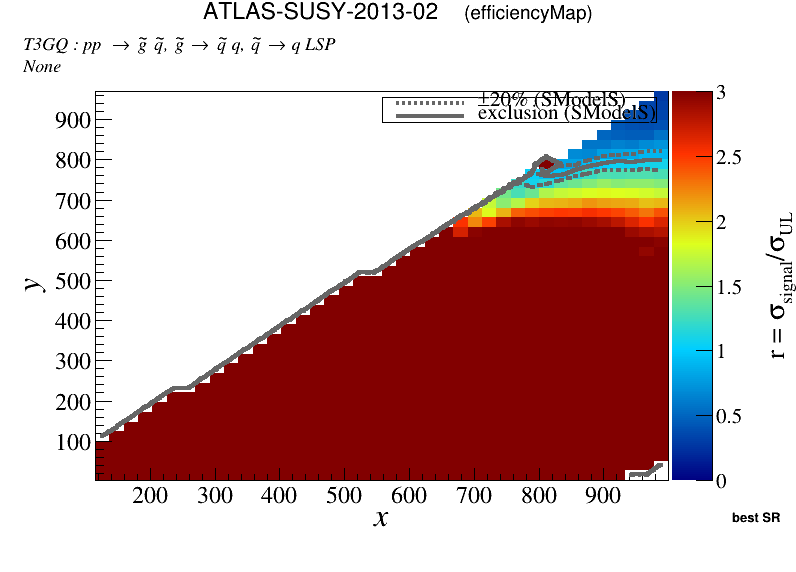 ATLAS-SUSY-2013-02 (efficiencyMap)
T3GQ : pp → g̃ q̃, g̃ → q̃ q, q̃ → q LSP
None
±20% (SModelS)
exclusion (SModelS)
900
800
700
600
500
400
300
200
100
y
200 300 400 500 600 700 800 900
x
3
2.5
2
1.5
1
0.5
0
r = σsignal/σUL
best SR